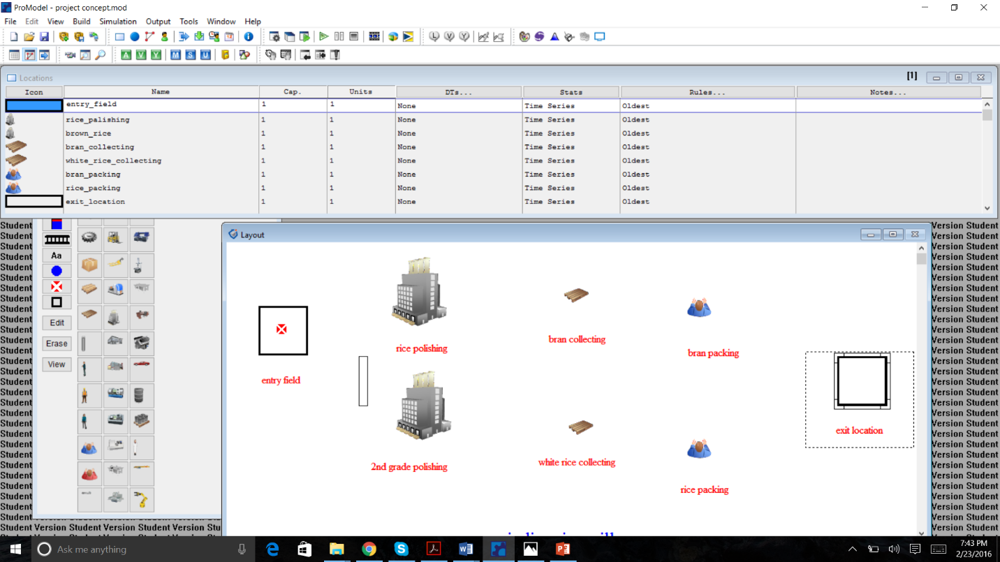 ProModel - project concept.mod
File Edit View Build Simulation Output Tools Window Help
L V Y
A V Y M S U
Locations [1]
Icon Name Cap. Units DTs... Stats Rules... Notes...
entry_field 1 1 None Time Series Oldest
rice_palishing 1 1 None Time Series Oldest
brown_rice 1 1 None Time Series Oldest
bran_collecting 1 1 None Time Series Oldest
white_rice_collecting 1 1 None Time Series Oldest
bran_packing 1 1 None Time Series Oldest
rice_packing 1 1 None Time Series Oldest
exit_location 1 1 None Time Series Oldest
Student Version Student
Layout
Aa
Edit
Erase
View
rice polishing
bran collecting
bran packing
entry field
exit location
2nd grade polishing
white rice collecting
rice packing
Student Version Student Version Student Version Stu
Ask me anything
7:43 PM
2/23/2016